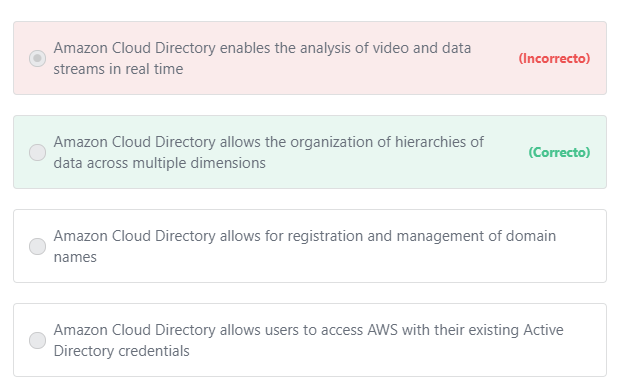 Amazon Cloud Directory enables the analysis of video and data
streams in real time
(Incorrecto)
Amazon Cloud Directory allows the organization of hierarchies of
data across multiple dimensions
(Correcto)
Amazon Cloud Directory allows for registration and management of domain
names
Amazon Cloud Directory allows users to access AWS with their existing Active
Directory credentials